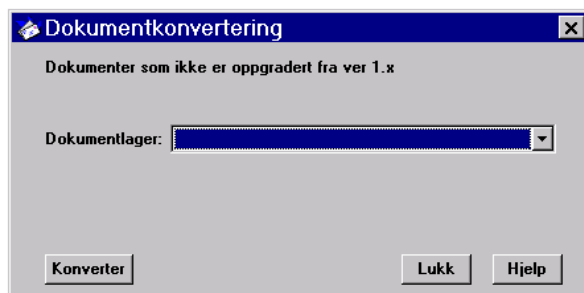 Dokumentkonvertering
Dokumenter som ikke er oppgradert fra ver 1.x
Dokumentlager:
Konverter Lukk Hjelp